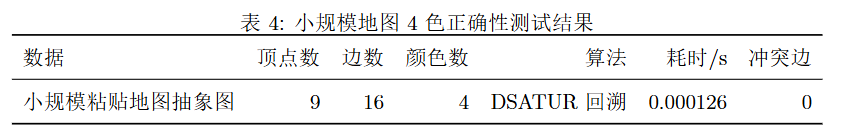 表 4: 小规模地图 4 色正确性测试结果
数据 顶点数 边数 颜色数 算法 耗时/s 冲突边
小规模粘贴地图抽象图 9 16 4 DSATUR 回溯 0.000126 0